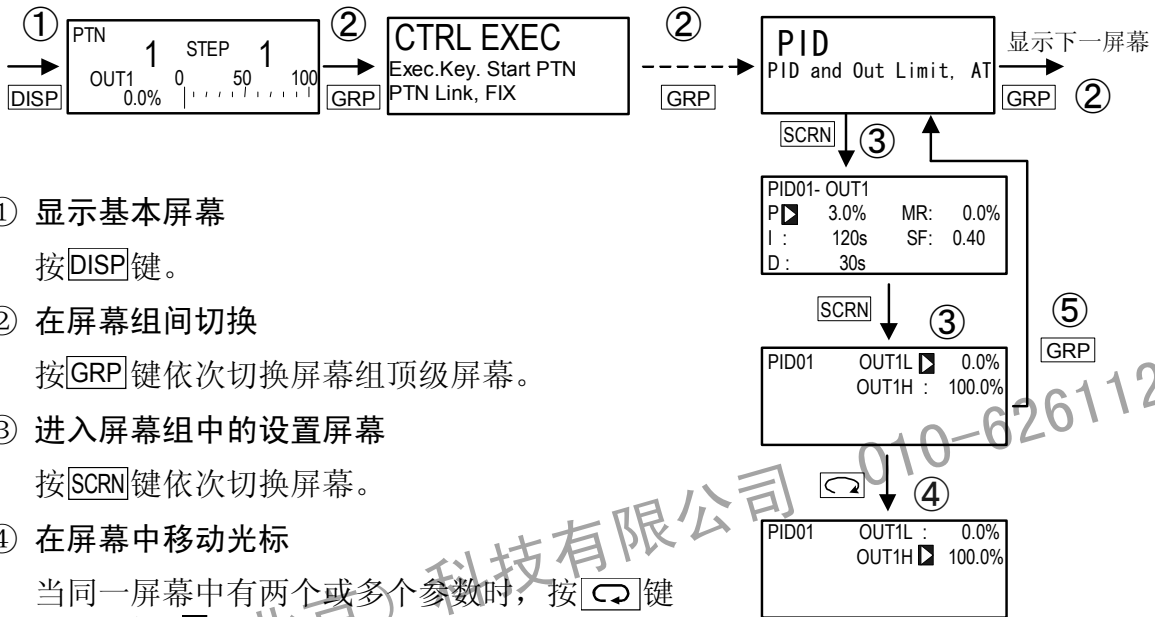 ① PTN 1 STEP 1
OUT1 0 50 100
0.0%
DISP
② GRP
CTRL EXEC
Exec.Key. Start PTN
PTN Link, FIX
② GRP
PID
PID and Out Limit, AT
显示下一屏幕
GRP ②
SCRN ③
PID01- OUT1
P 3.0% MR: 0.0%
I : 120s SF: 0.40
D : 30s
SCRN ③
PID01 OUT1L 0.0%
OUT1H : 100.0%
⑤
GRP
④
PID01 OUT1L : 0.0%
OUT1H 100.0%
① 显示基本屏幕
按DISP键。
② 在屏幕组间切换
按GRP键依次切换屏幕组顶级屏幕。
③ 进入屏幕组中的设置屏幕
按SCRN键依次切换屏幕。
④ 在屏幕中移动光标
当同一屏幕中有两个或多个参数时，按键
科技有限公司 010-626112